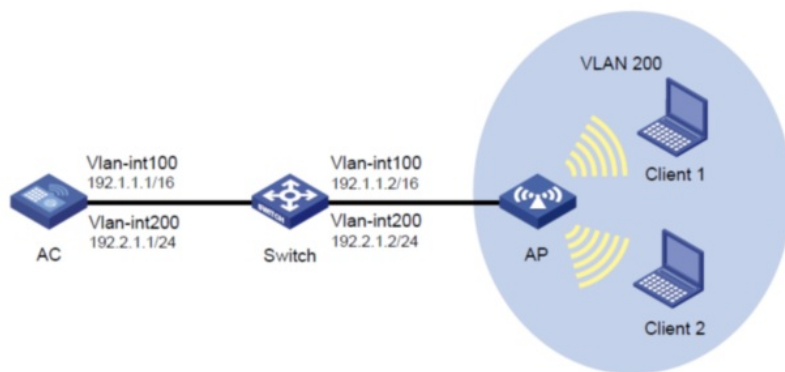 VLAN 200
Client 1
Vlan-int100
192.1.1.1/16
Vlan-int200
192.2.1.1/24
AC
SWITCH
Switch
Vlan-int100
192.1.1.2/16
Vlan-int200
192.2.1.2/24
AP
Client 2